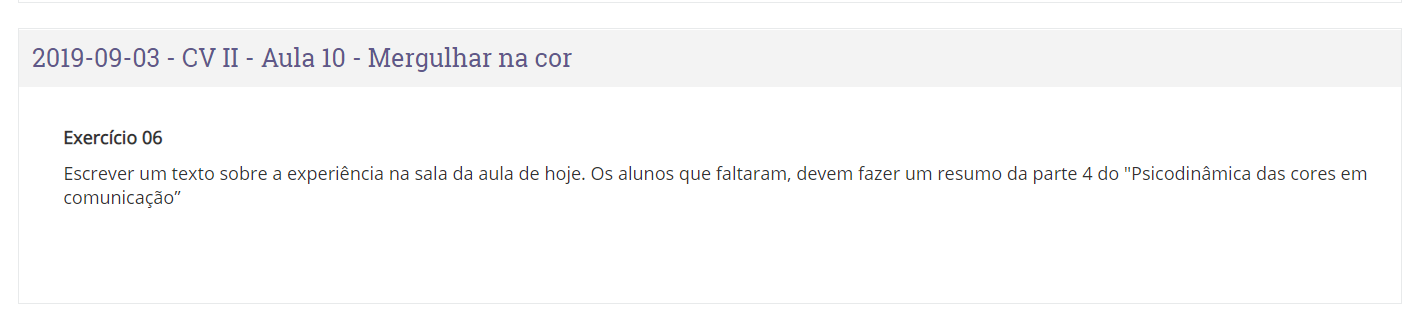 2019-09-03 - CV II - Aula 10 - Mergulhar na cor
Exercício 06
Escrever um texto sobre a experiência na sala da aula de hoje. Os alunos que faltaram, devem fazer um resumo da parte 4 do "Psicodinâmica das cores em
comunicação”